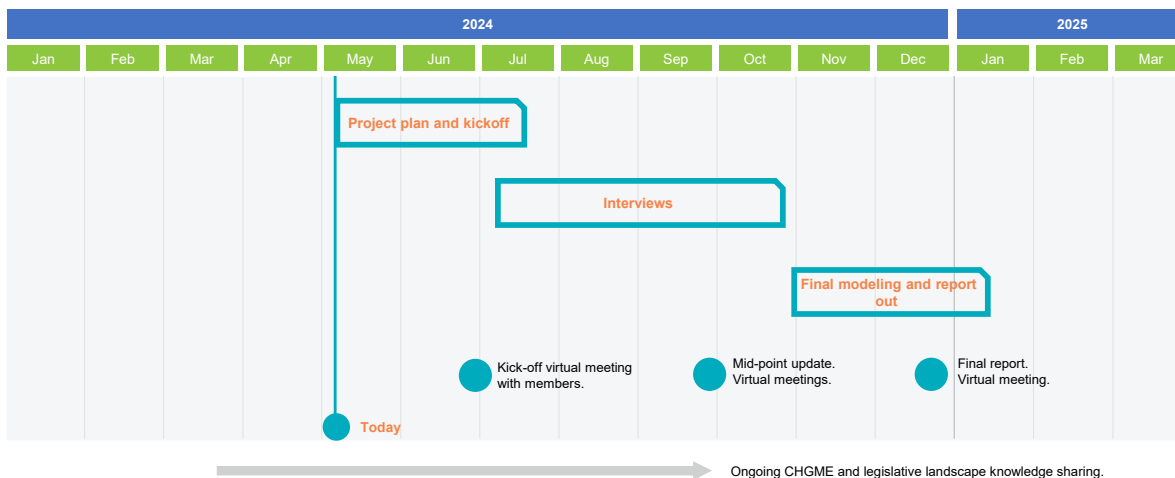 2024 2025
Jan Feb Mar Apr May Jun Jul Aug Sep Oct Nov Dec Jan Feb Mar
Project plan and kickoff
Interviews
Final modeling and report
out
Kick-off virtual meeting
with members.
Mid-point update.
Virtual meetings.
Final report.
Virtual meeting.
Today
Ongoing CHGME and legislative landscape knowledge sharing.